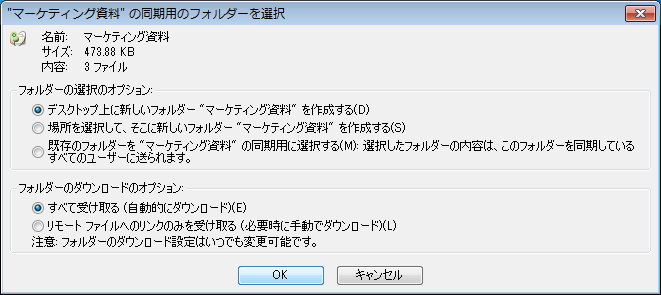 "マーケティング資料" の同期用のフォルダーを選択
名前: マーケティング資料
サイズ: 473.88 KB
内容: 3 ファイル
フォルダーの選択のオプション:
デスクトップ上に新しいフォルダー "マーケティング資料" を作成する(D)
場所を選択して、そこに新しいフォルダー "マーケティング資料" を作成する(S)
既存のフォルダーを "マーケティング資料" の同期用に選択する(M): 選択したフォルダーの内容は、このフォルダーを同期している
すべてのユーザーに送られます。
フォルダーのダウンロードのオプション:
すべて受け取る (自動的にダウンロード)(E)
リモート ファイルへのリンクのみを受け取る (必要時に手動でダウンロード)(L)
注意: フォルダーのダウンロード設定はいつでも変更可能です。
OK キャンセル